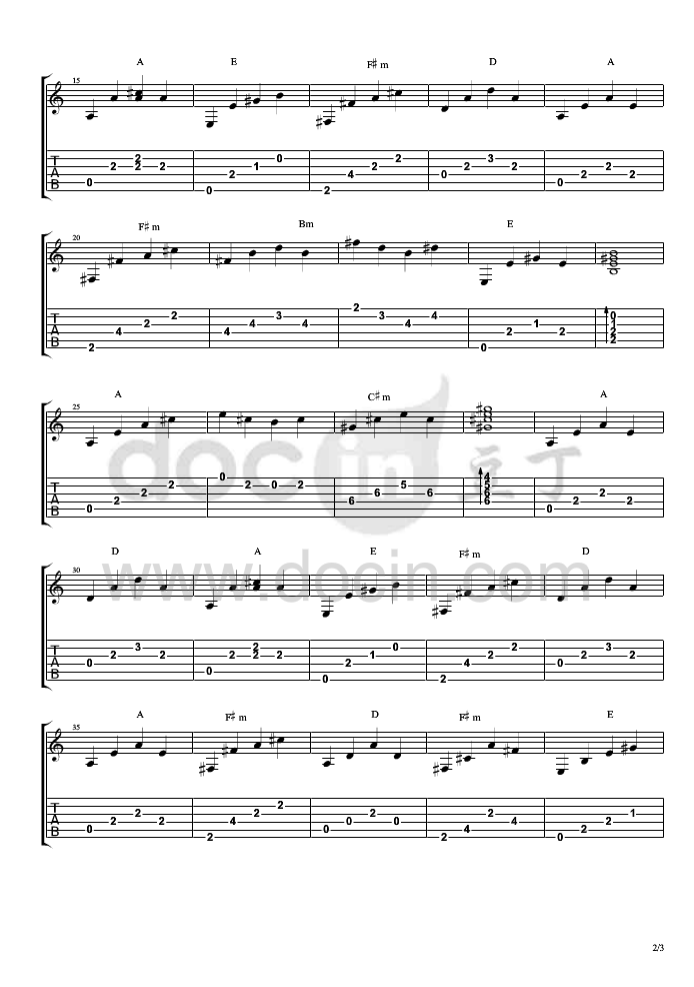 A E F♯m D A
15
T 2 0 2 3
2 2 2 1 2 2 2 2
A 2 4 0 2 2
0 0
B 0 2
F♯m Bm E
20
2
T 2 3 3 4 0
2 4 4 4 1 1
A 4 4 2 2 2
2
B 2 0
A C♯m A
25
0 4
T 2 2 0 2 5 5
2 6 6 6 2
A 2 6 6 2 2
B 0 0
D A E F♯m D
30
T 3 2 0 2 3
2 2 2 2 2 1 2 2 2
A 0 2 4 0
0
B 0 2
A F♯m D F♯m E
35
T 2
2 2 2 2 1
A 2 2 4 0 0 4 2
0 0 4 2
B 2 2 0
docin 豆丁
www.docin.com
2/3